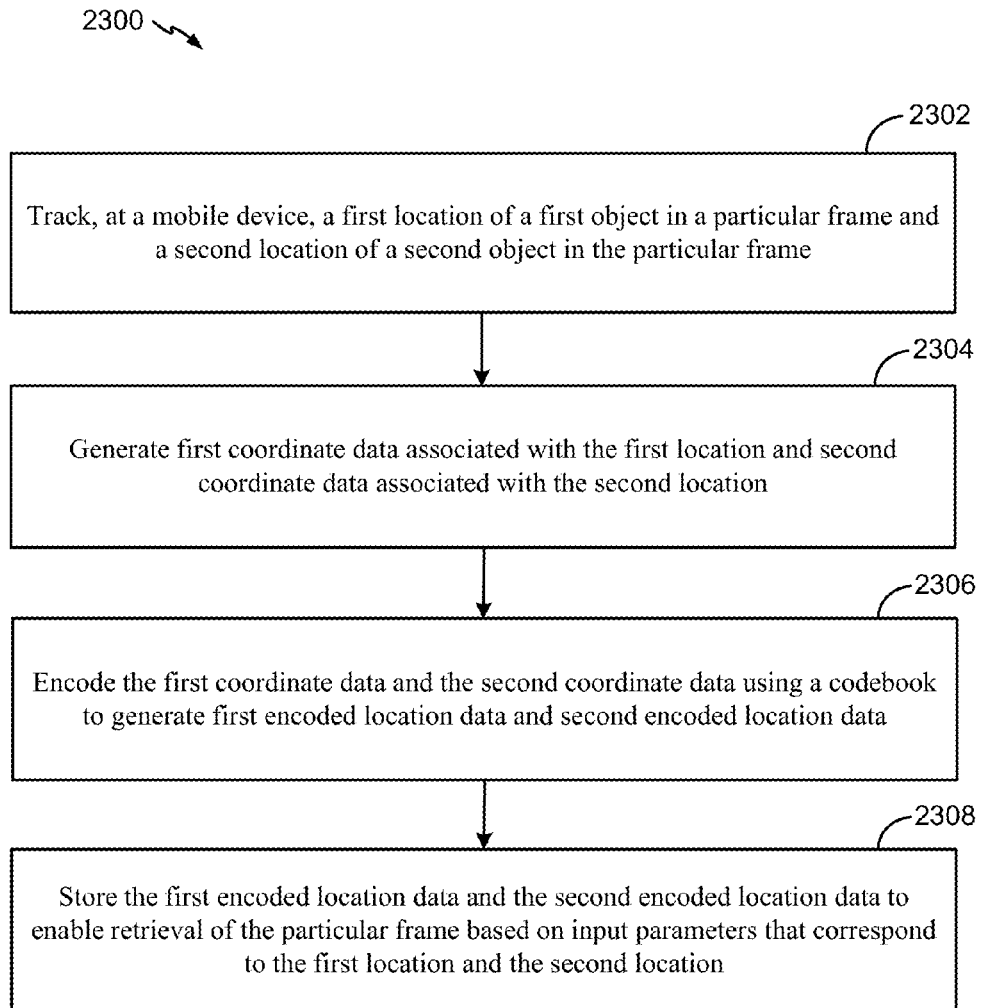 2300
2302
Track, at a mobile device, a first location of a first object in a particular frame and
a second location of a second object in the particular frame
2304
Generate first coordinate data associated with the first location and second
coordinate data associated with the second location
2306
Encode the first coordinate data and the second coordinate data using a codebook
to generate first encoded location data and second encoded location data
2308
Store the first encoded location data and the second encoded location data to
enable retrieval of the particular frame based on input parameters that correspond
to the first location and the second location